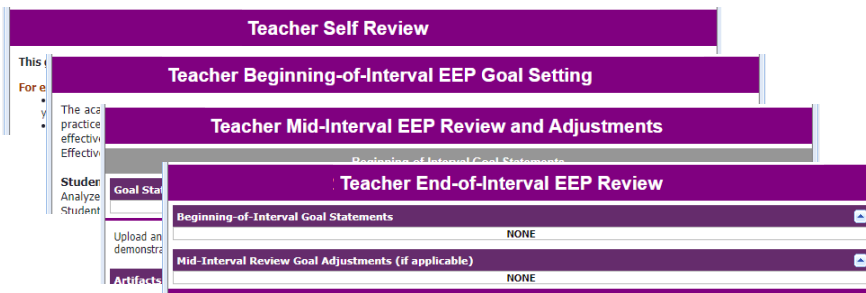 Teacher Self Review
This
For e
y
Teacher Beginning-of-Interval EEP Goal Setting
The aca
practice
effectiv
Effectiv
Studen
Analyze
Student
Teacher Mid-Interval EEP Review and Adjustments
Beginning-of-Interval Goal Statements
Goal Stat
Upload an
demonstra
Artifacts
Teacher End-of-Interval EEP Review
Beginning-of-Interval Goal Statements
NONE
Mid-Interval Review Goal Adjustments (if applicable)
NONE